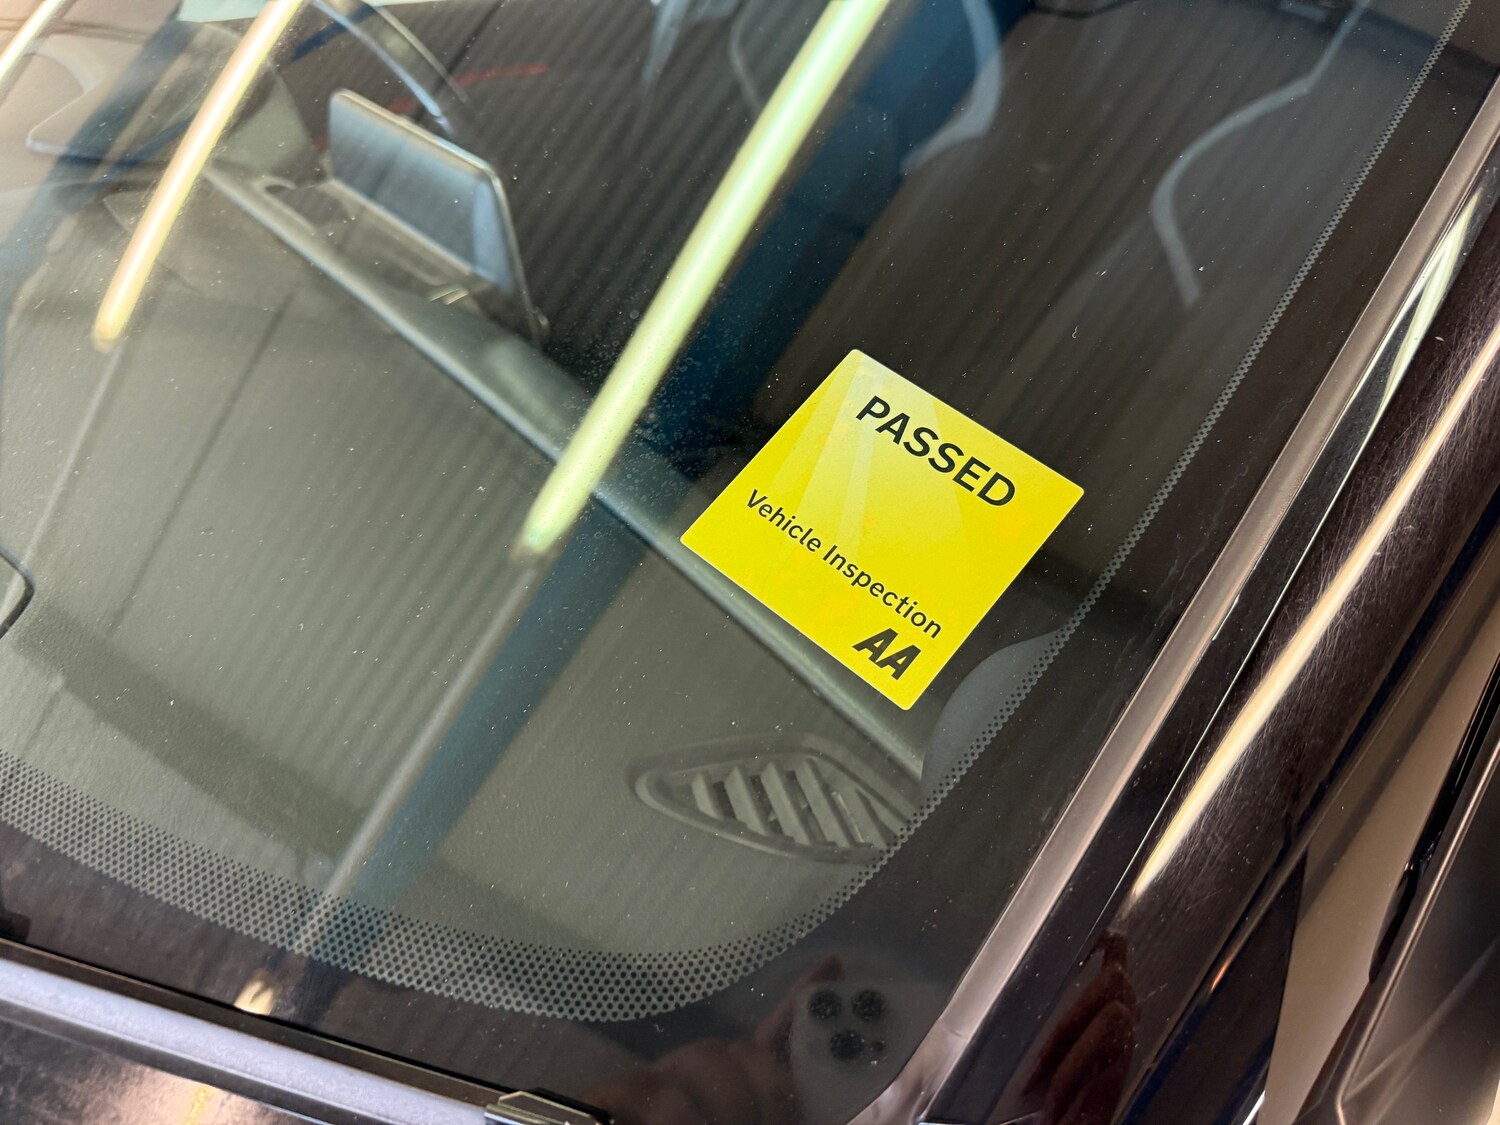 PASSED
Vehicle Inspection
AA